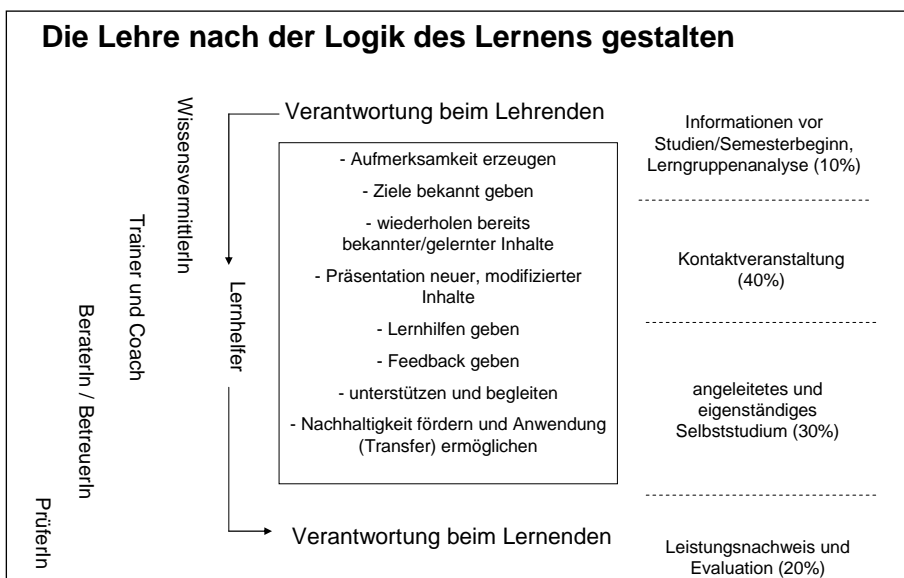 Die Lehre nach der Logik des Lernens gestalten
WissensvermittlerIn
Trainer und Coach
BeraterIn / BetreuerIn
PrüferIn
Lernhelfer
Verantwortung beim Lehrenden
- Aufmerksamkeit erzeugen
- Ziele bekannt geben
- wiederholen bereits
bekannter/gelernter Inhalte
- Präsentation neuer, modifizierter
Inhalte
- Lernhilfen geben
- Feedback geben
- unterstützen und begleiten
- Nachhaltigkeit fördern und Anwendung
(Transfer) ermöglichen
Verantwortung beim Lernenden
Informationen vor
Studien/Semesterbeginn,
Lerngruppenanalyse (10%)
Kontaktveranstaltung
(40%)
angeleitetes und
eigenständiges
Selbststudium (30%)
Leistungsnachweis und
Evaluation (20%)